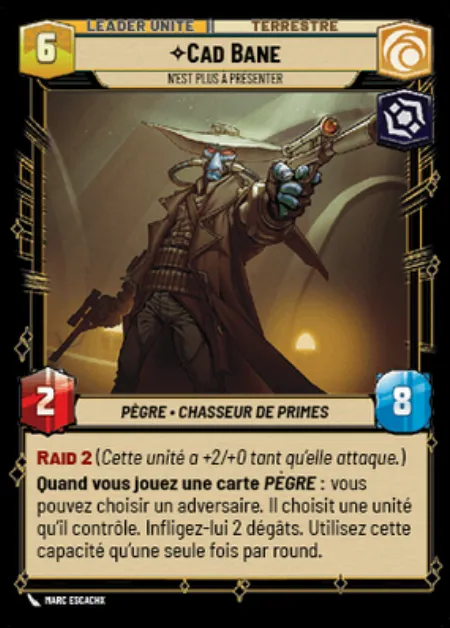 LEADER UNITÉ
TERRESTRE
6
CAD BANE
N'EST PLUS À PRÉSENTER
2
PÈGRE • CHASSEUR DE PRIMES
8
RAID 2 (Cette unité a +2/+0 tant qu'elle attaque.)
Quand vous jouez une carte PÈGRE : vous
pouvez choisir un adversaire. Il choisit une unité
qu'il contrôle. Infligez-lui 2 dégâts. Utilisez cette
capacité qu'une seule fois par round.
MARC ESCACHX